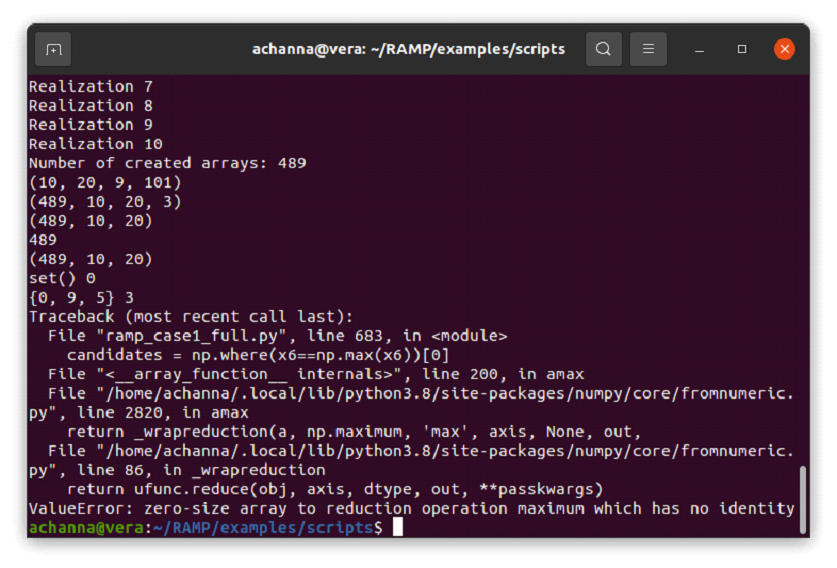 achanna@vera: ~/RAMP/examples/scripts
Realization 7
Realization 8
Realization 9
Realization 10
Number of created arrays: 489
(10, 20, 9, 101)
(489, 10, 20, 3)
(489, 10, 20)
489
(489, 10, 20)
set() 0
{0, 9, 5} 3
Traceback (most recent call last):
  File "ramp_case1_full.py", line 683, in <module>
    candidates = np.where(x6==np.max(x6))[0]
  File "<__array_function__ internals>", line 200, in amax
  File "/home/achanna/.local/lib/python3.8/site-packages/numpy/core/fromnumeric.
py", line 2820, in amax
    return _wrapreduction(a, np.maximum, 'max', axis, None, out,
  File "/home/achanna/.local/lib/python3.8/site-packages/numpy/core/fromnumeric.
py", line 86, in _wrapreduction
    return ufunc.reduce(obj, axis, dtype, out, **passkwargs)
ValueError: zero-size array to reduction operation maximum which has no identity
achanna@vera:~/RAMP/examples/scripts$